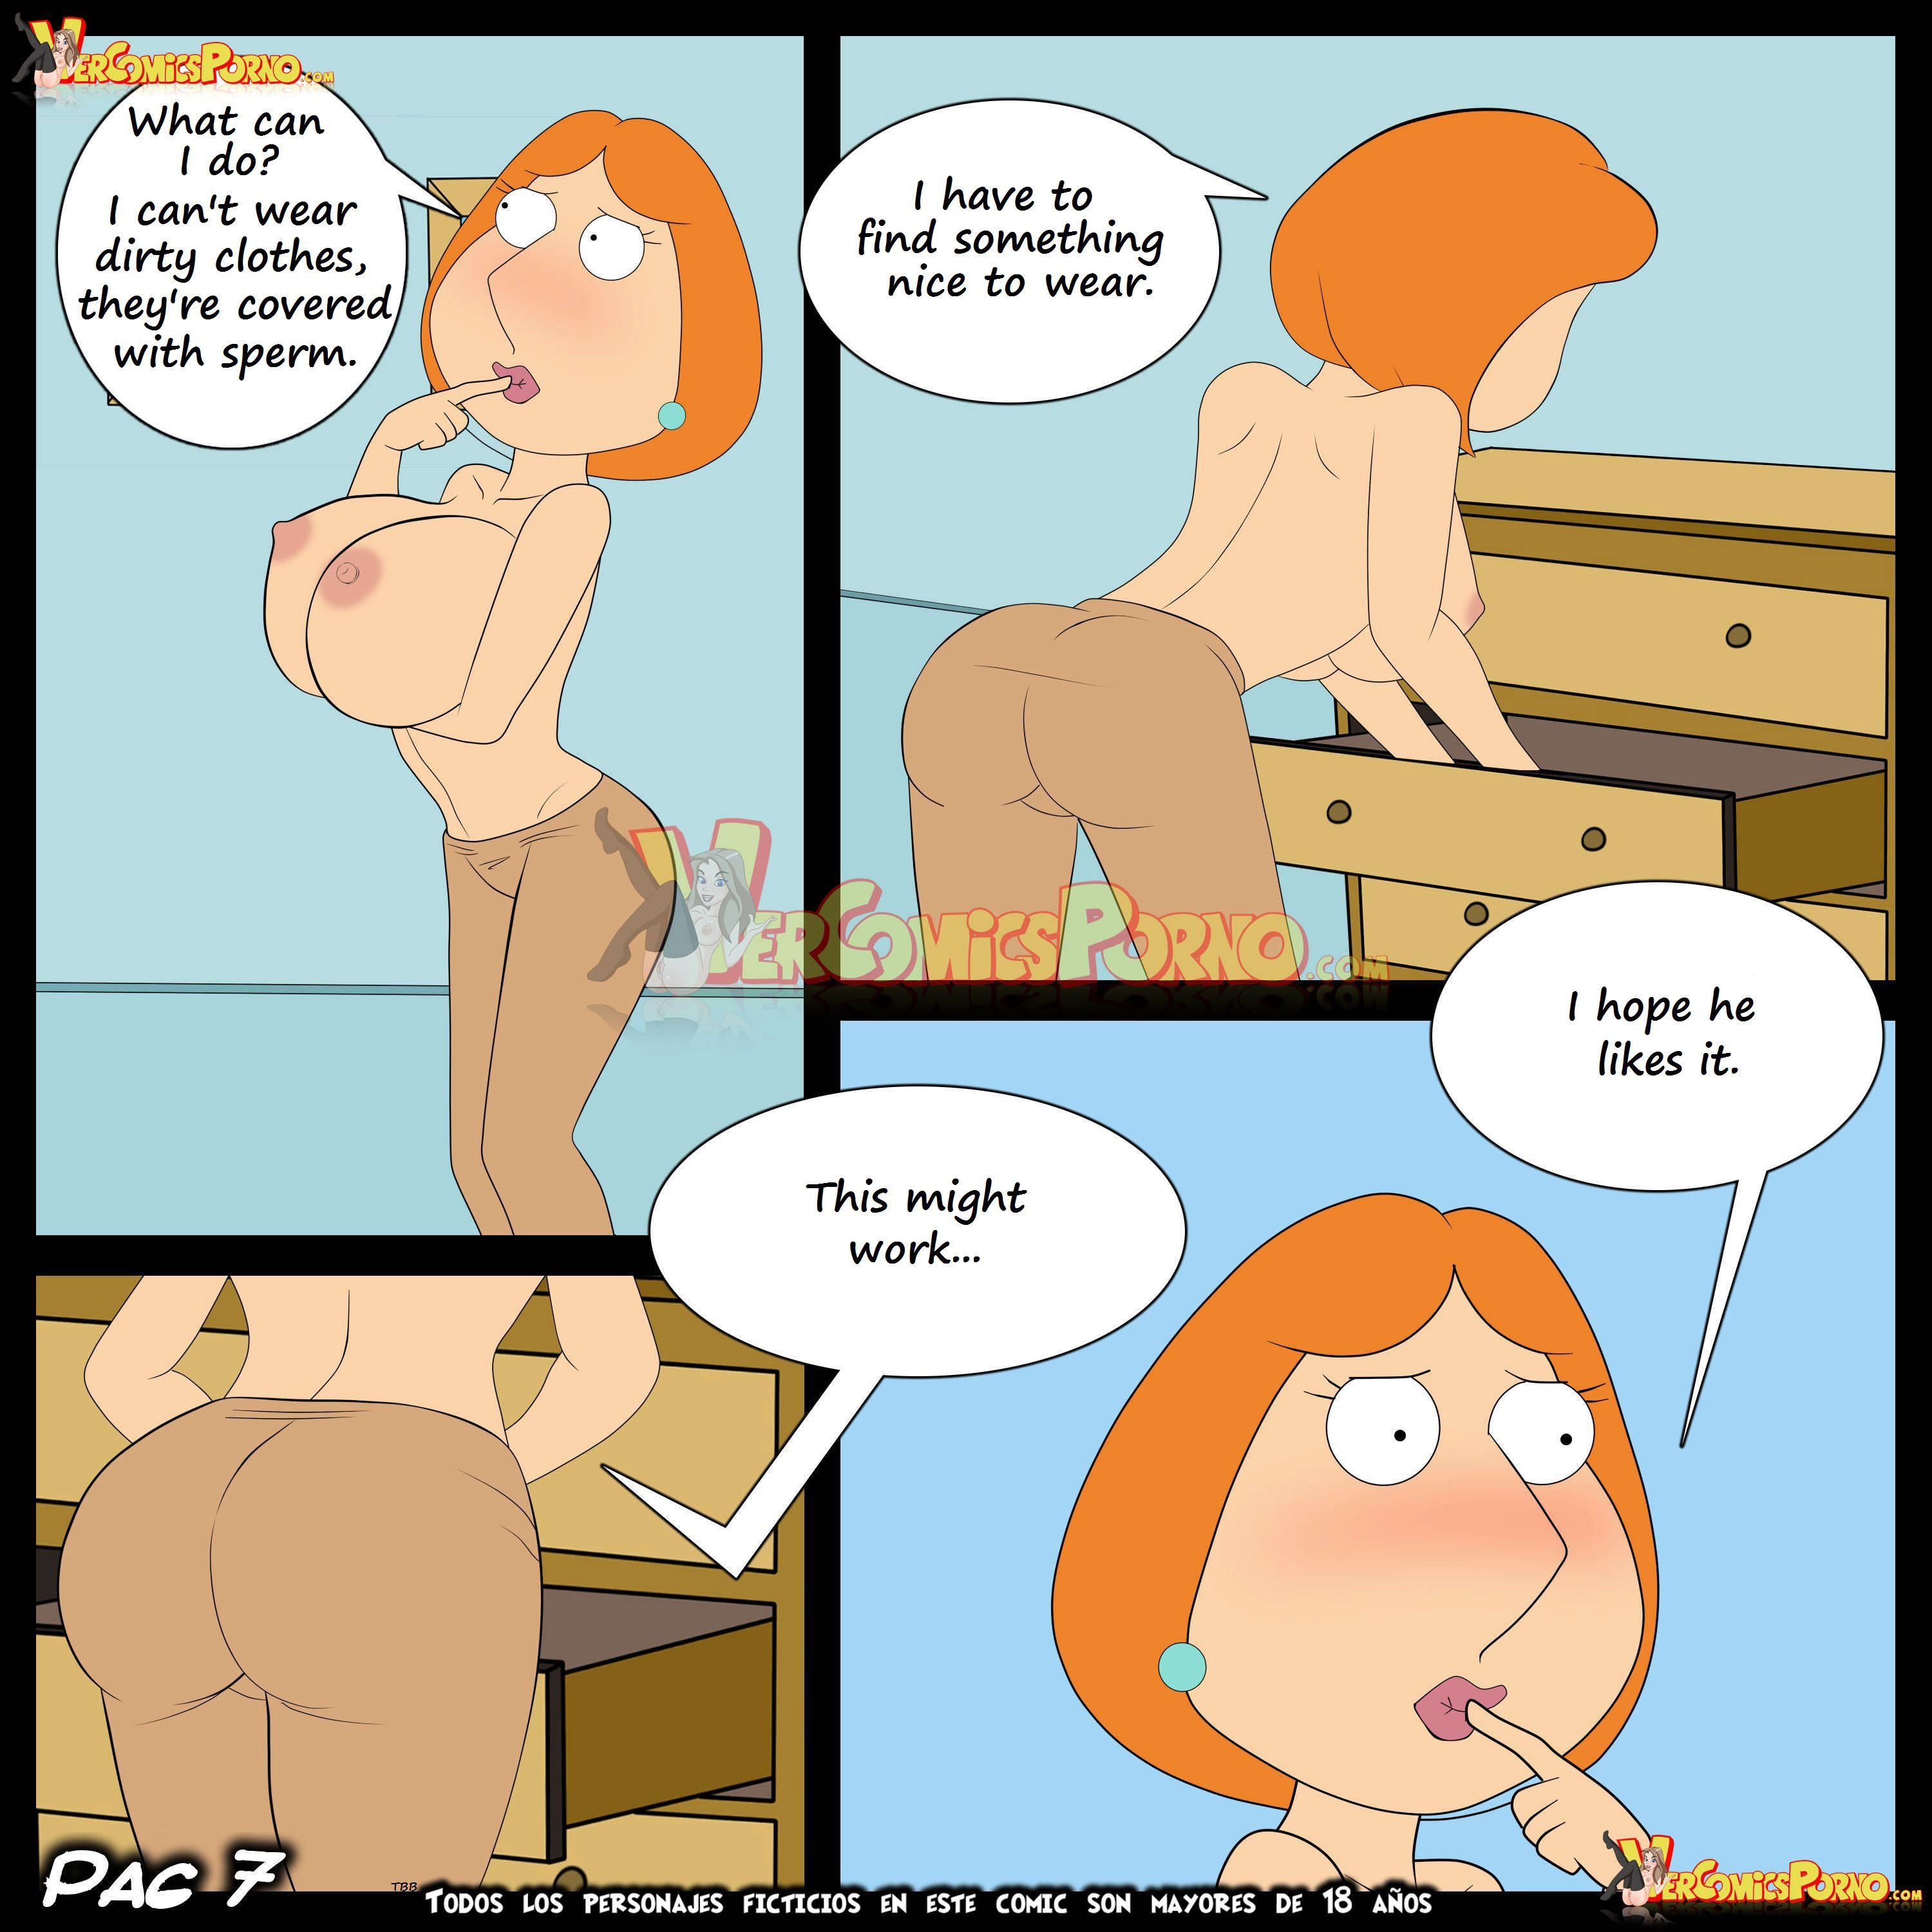 VerComicsPorno.com
What can
I do?
I can't wear
dirty clothes,
they're covered
with sperm.
I have to
find something
nice to wear.
VerComicsPorno.com
This might
work...
I hope he
likes it.
PAG 7
TBB
TODOS LOS PERSONAJES FICTICIOS EN ESTE COMIC SON MAYORES DE 18 AÑOS
VerComicsPorno.com